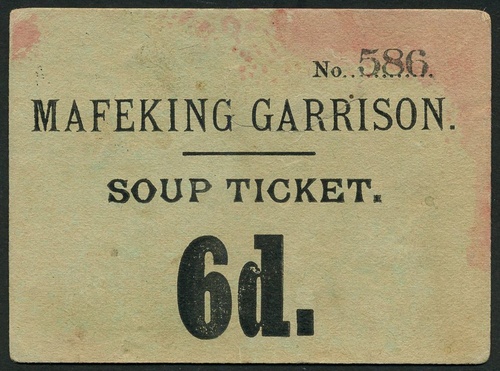 No. 586.
MAFEKING GARRISON.
SOUP TICKET.
6d.